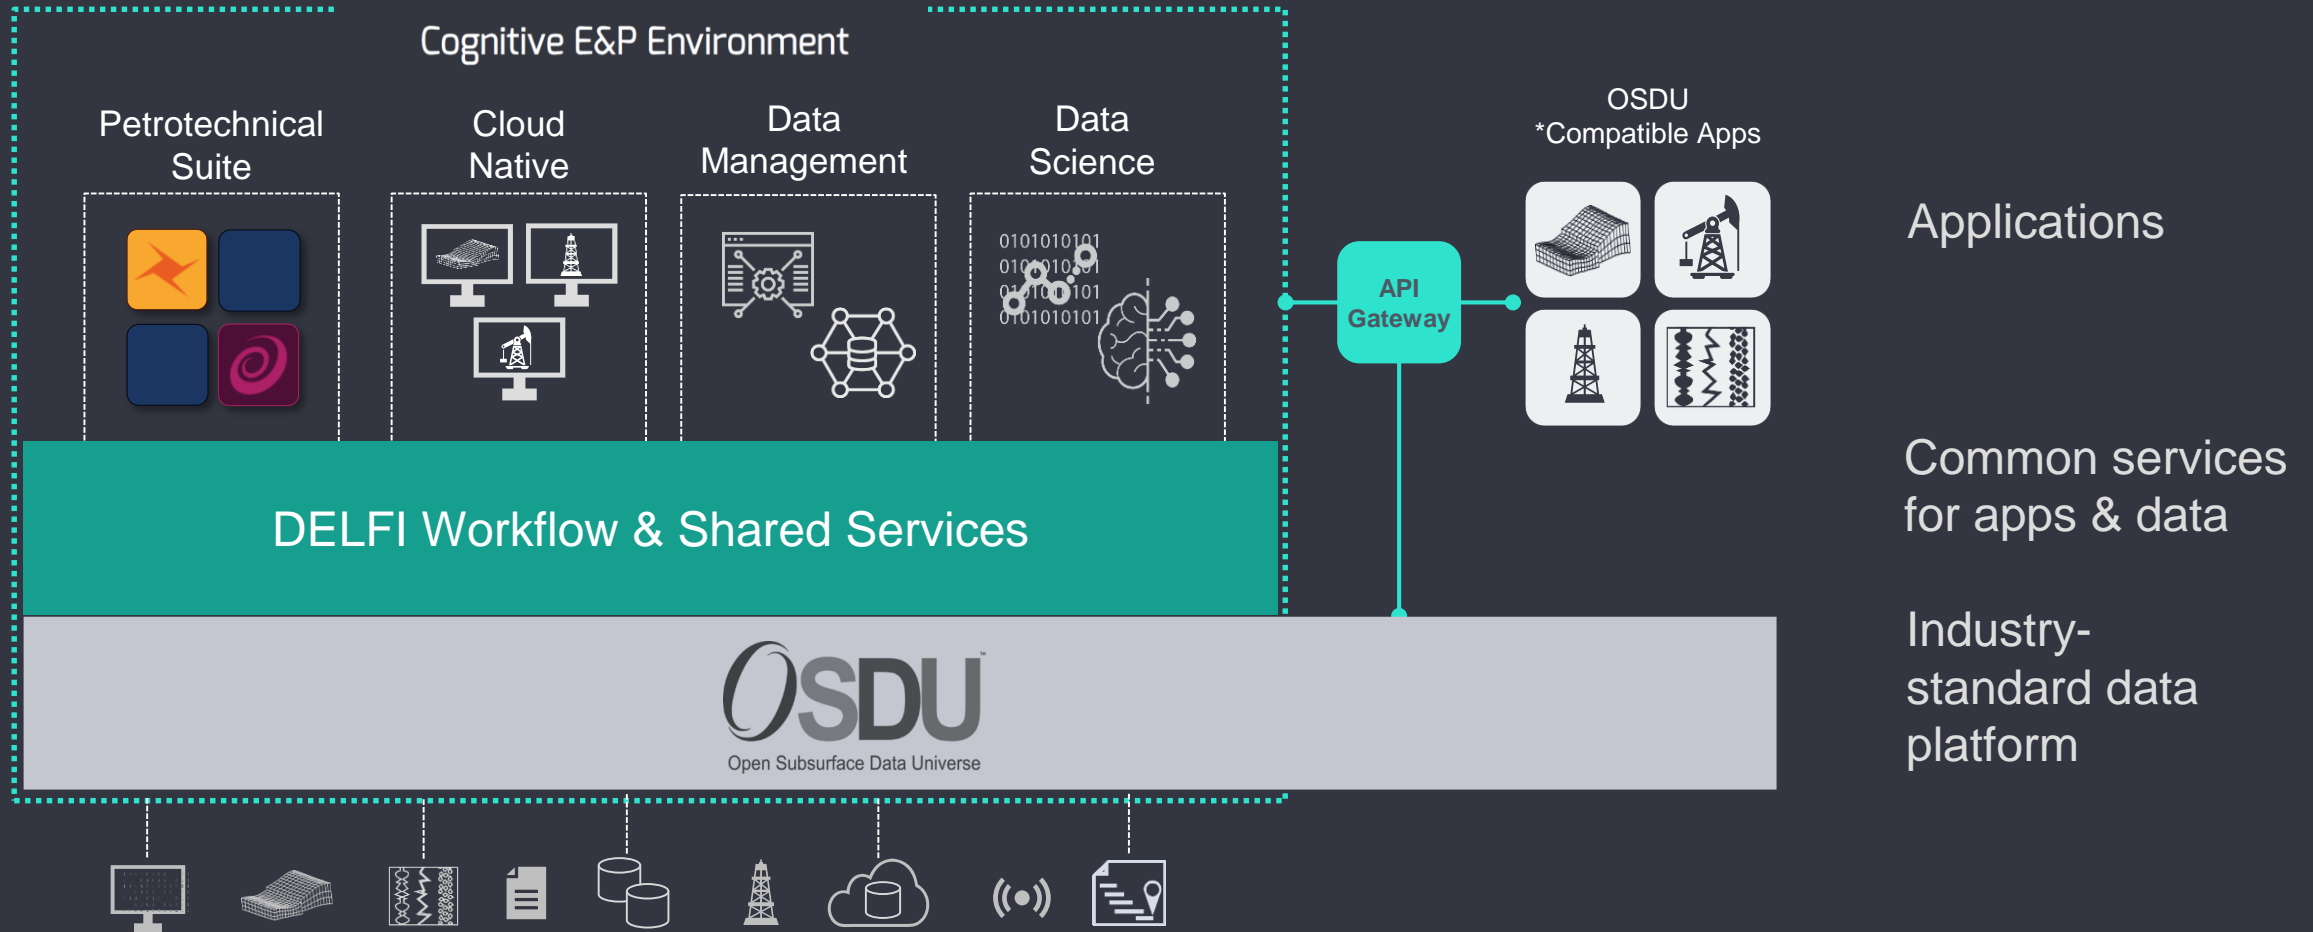 Cognitive E&P Environment
Petrotechnical
Suite
Cloud
Native
Data
Management
Data
Science
0101010101
0101010101
0101010101
0101010101
API
Gateway
OSDU
*Compatible Apps
Applications
DELFI Workflow & Shared Services
Common services
for apps & data
OSDU™
Open Subsurface Data Universe
Industry-
standard data
platform